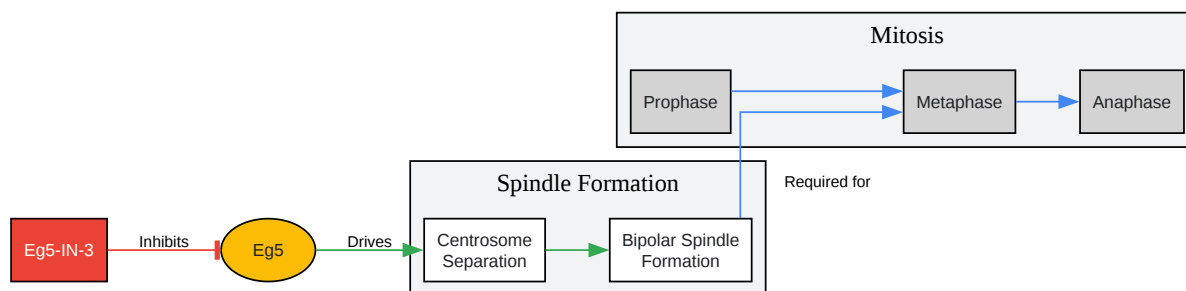 Mitosis
Prophase
Metaphase
Anaphase
Spindle Formation
Required for
Eg5-IN-3
Inhibits
Eg5
Drives
Centrosome
Separation
Bipolar Spindle
Formation